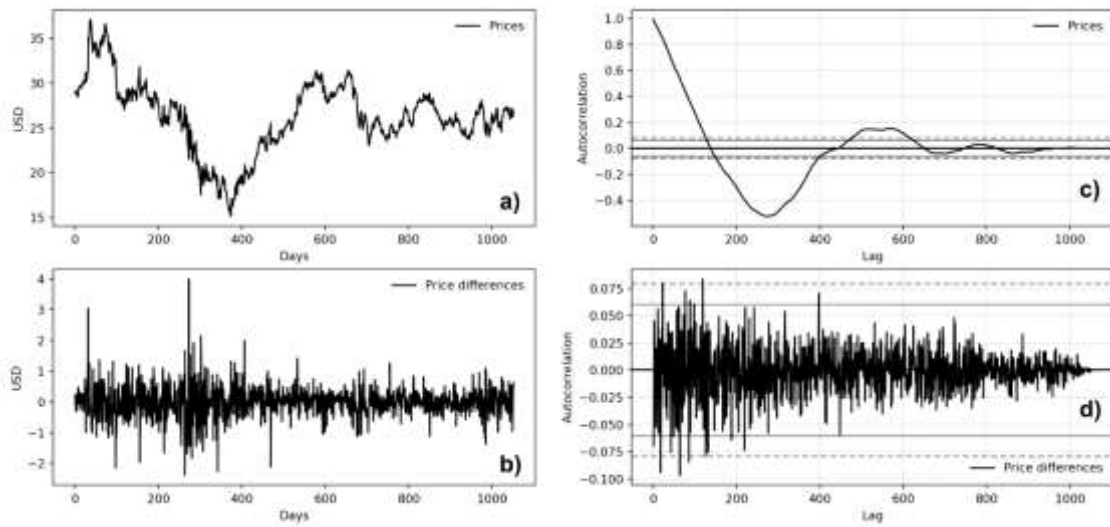 Prices
35
30
25
20
15
USD
0 200 400 600 800 1000
Days
a)
Prices
1.0
0.8
0.6
0.4
0.2
0.0
−0.2
−0.4
Autocorrelation
0 200 400 600 800 1000
Lag
c)
Price differences
4
3
2
1
0
−1
−2
USD
0 200 400 600 800 1000
Days
b)
0.075
0.050
0.025
0.000
−0.025
−0.050
−0.075
−0.100
Autocorrelation
0 200 400 600 800 1000
Lag
d)
Price differences